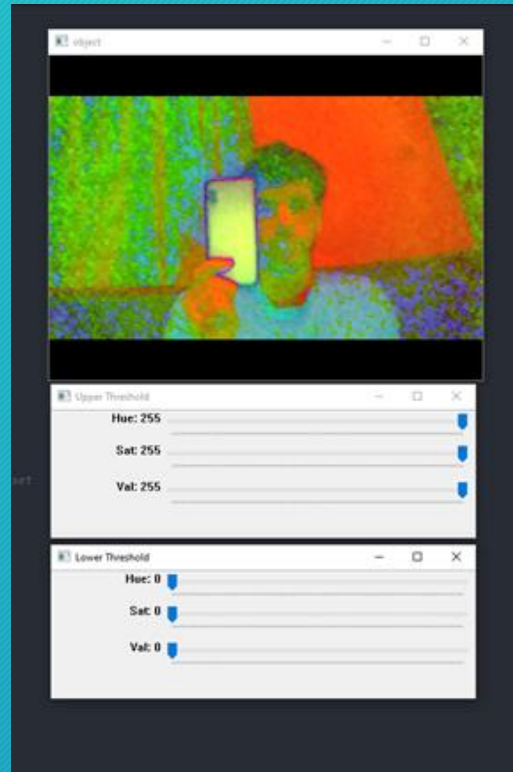 object
Upper Threshold
Hue: 255
Sat: 255
Val: 255
Lower Threshold
Hue: 0
Sat: 0
Val: 0